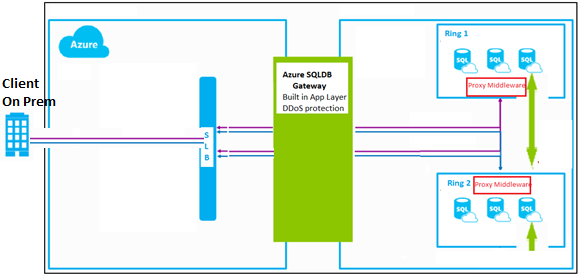 Azure
Client
On Prem
S
L
B
Azure SQLDB
Gateway
Built in App Layer
DDoS protection
Ring 1
SQL
SQL
SQL
Proxy Middleware
Ring 2
Proxy Middleware
SQL
SQL
SQL